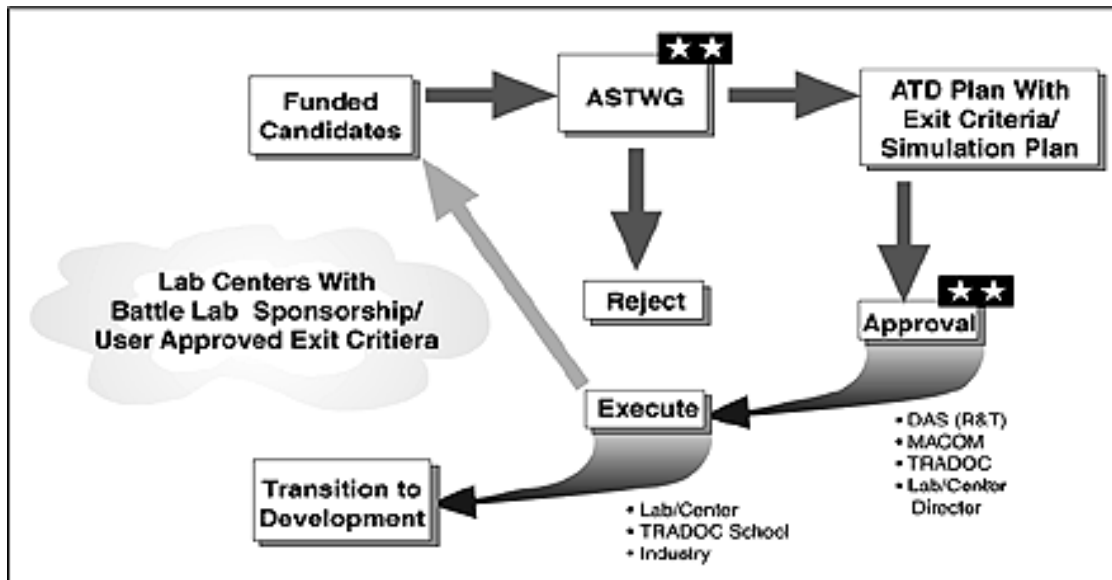 Funded
Candidates
ASTWG
ATD Plan With
Exit Criteria/
Simulation Plan
Lab Centers With
Battle Lab Sponsorship/
User Approved Exit Critiera
Reject
Approval
• DAS (R&T)
• MACOM
• TRADOC
• Lab/Center
Director
Execute
• Lab/Center
• TRADOC School
• Industry
Transition to
Development